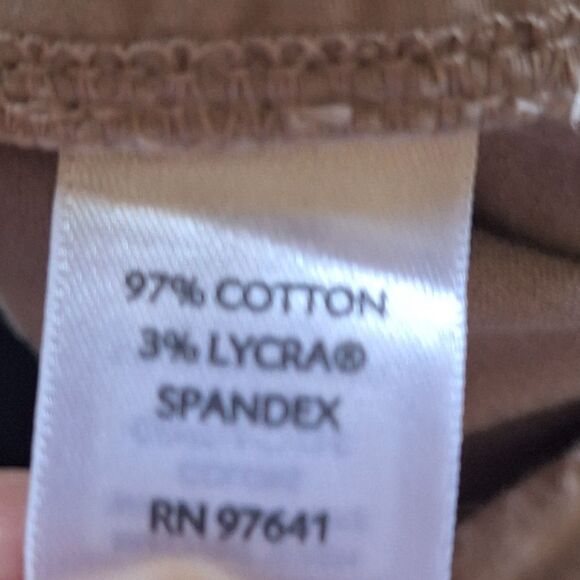 97% COTTON
3% LYCRA®
SPANDEX
RN 97641